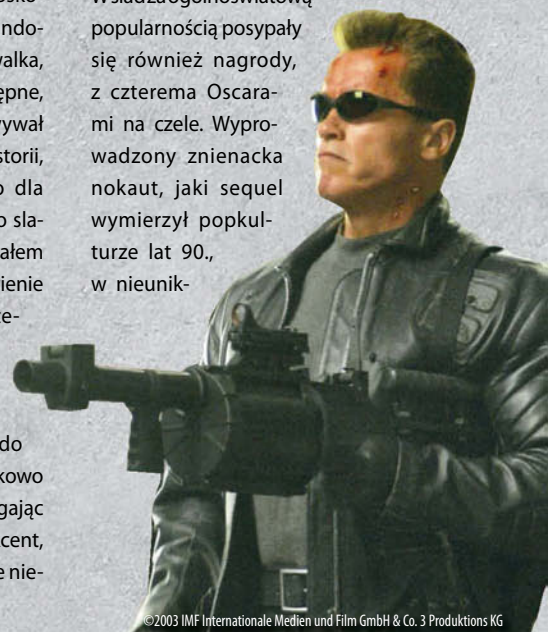 ndo-
walka,
ępne,
ywał
storii,
o dla
o sla-
ałem
ienie
do
kowo
gając
cent,
e nie-
W ślad za ogólnoświatową
popularnością posypały
się również nagrody,
z czterema Oscara-
mi na czele. Wypro-
wadzony znienacka
nokaut, jaki sequel
wymierzył popkul-
turze lat 90.,
w nieunik-
©2003 IMF Internationale Medien und Film GmbH & Co. 3 Produktions KG